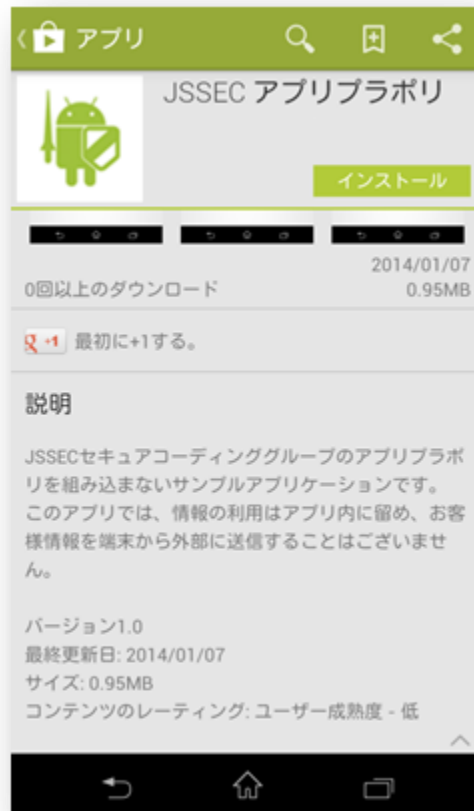 アプリ
JSSEC アプリプラポリ
インストール
2014/01/07
0回以上のダウンロード
0.95MB
+1 最初に+1する。
説明
JSSECセキュアコーディンググループのアプリプラポ
リを組み込まないサンプルアプリケーションです。
このアプリでは、情報の利用はアプリ内に留め、お客
様情報を端末から外部に送信することはございませ
ん。
バージョン1.0
最終更新日: 2014/01/07
サイズ: 0.95MB
コンテンツのレーティング: ユーザー成熟度 - 低